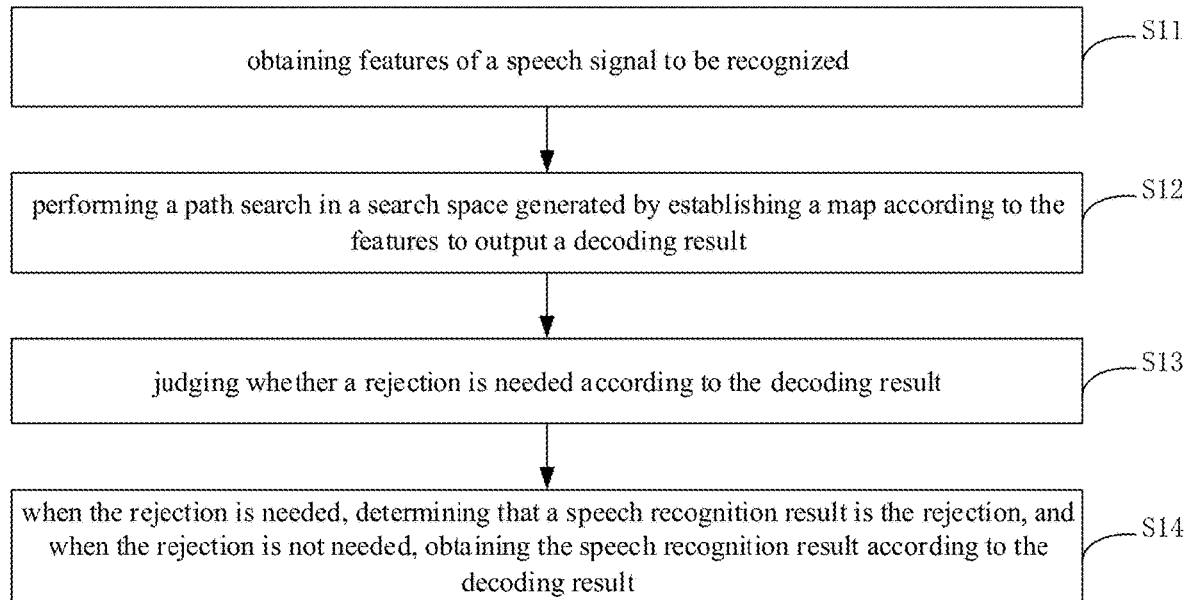 obtaining features of a speech signal to be recognized
S11
performing a path search in a search space generated by establishing a map according to the
features to output a decoding result
S12
judging whether a rejection is needed according to the decoding result
S13
when the rejection is needed, determining that a speech recognition result is the rejection, and
when the rejection is not needed, obtaining the speech recognition result according to the
decoding result
S14